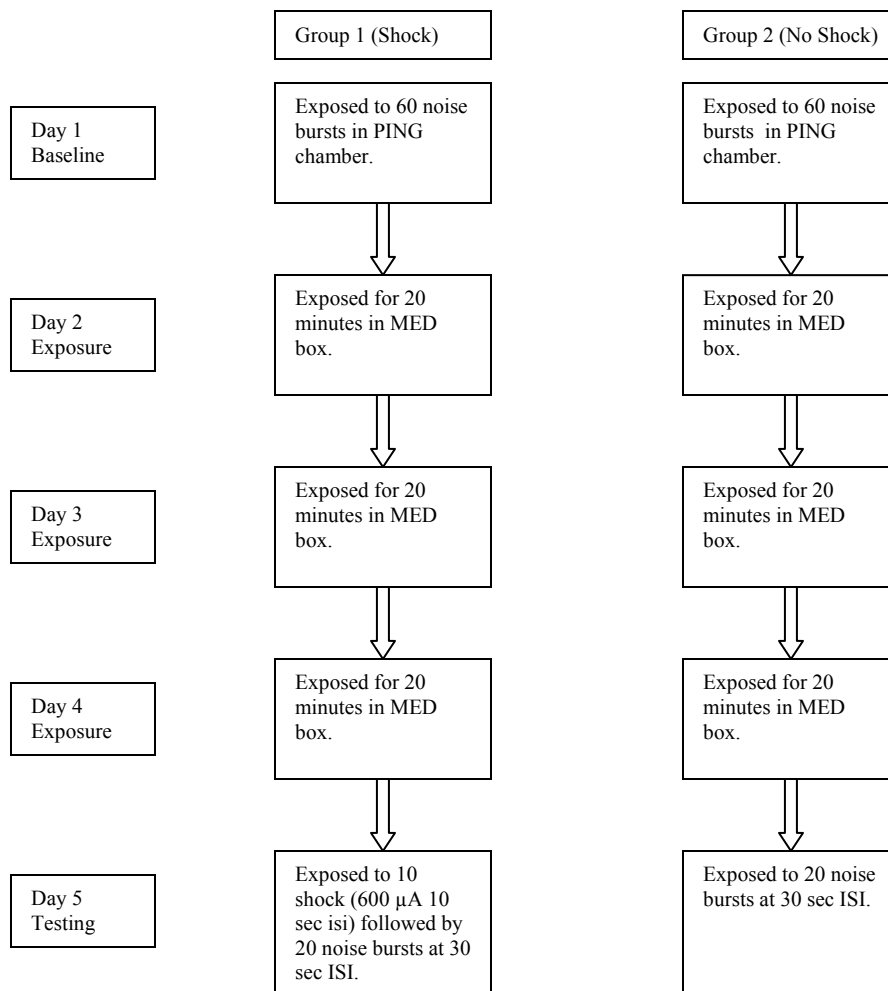 Group 1 (Shock)
Group 2 (No Shock)
Day 1
Baseline
Exposed to 60 noise
bursts in PING
chamber.
Exposed to 60 noise
bursts in PING
chamber.
Day 2
Exposure
Exposed for 20
minutes in MED
box.
Exposed for 20
minutes in MED
box.
Day 3
Exposure
Exposed for 20
minutes in MED
box.
Exposed for 20
minutes in MED
box.
Day 4
Exposure
Exposed for 20
minutes in MED
box.
Exposed for 20
minutes in MED
box.
Day 5
Testing
Exposed to 10
shock (600 µA 10
sec isi) followed by
20 noise bursts at 30
sec ISI.
Exposed to 20 noise
bursts at 30 sec ISI.